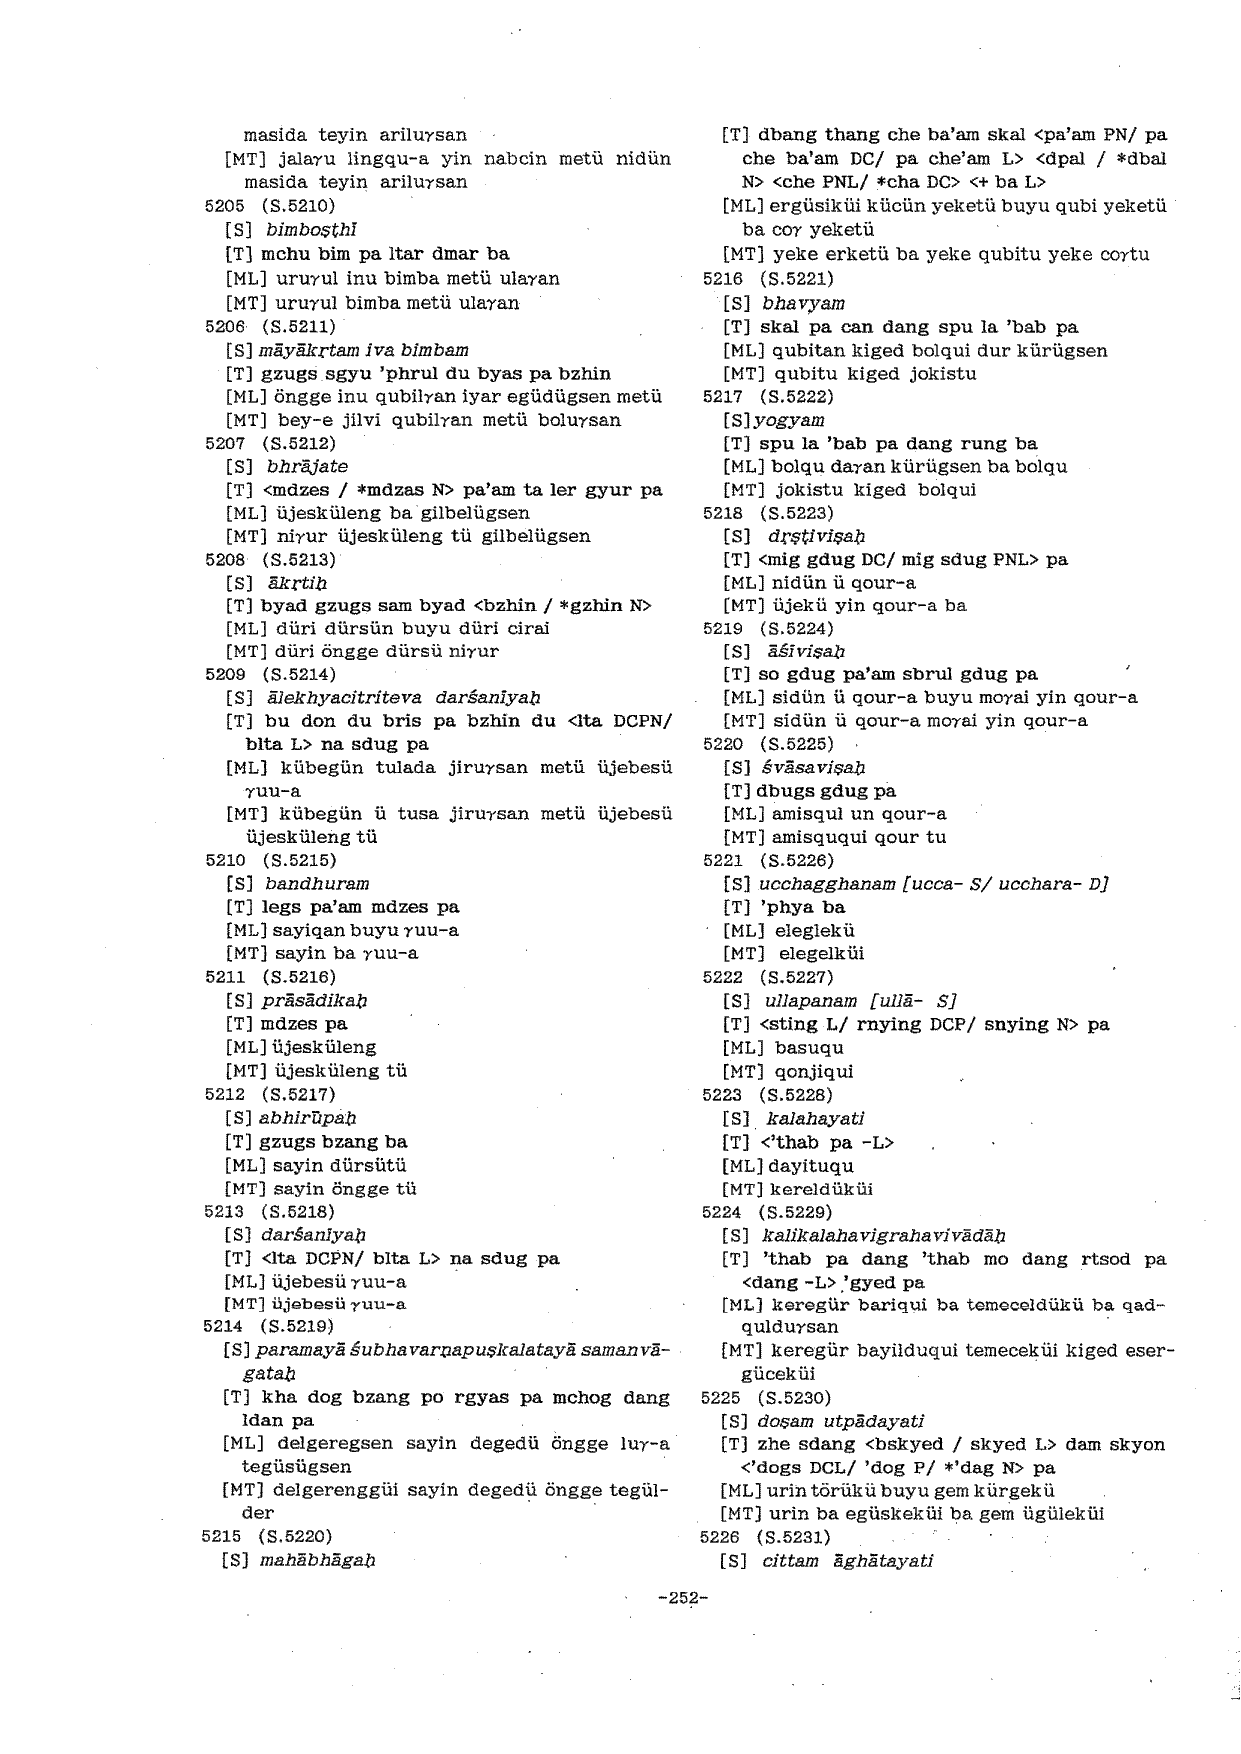 masida teyin ariluγsan
[MT] jalaγu lingqu-a yin nabcin metü nidün
masida teyin ariluγsan
5205 (S.5210)
[S] bimboṣṭhī
[T] mchu bim pa ltar dmar ba
[ML] uruγul inu bimba metü ulaγan
[MT] uruγul bimba metü ulaγan
5206 (S.5211)
[S] māyākṛtam iva bimbam
[T] gzugs sgyu 'phrul du byas pa bzhin
[ML] öngge inu qubilγan iyar egüdügsen metü
[MT] bey-e jilvi qubilγan metü boluγsan
5207 (S.5212)
[S] bhrājate
[T] <mdzes / *mdzas N> pa'am ta ler gyur pa
[ML] üjesküleng ba gilbelügsen
[MT] niγur üjesküleng tü gilbelügsen
5208 (S.5213)
[S] ākṛtiḥ
[T] byad gzugs sam byad <bzhin / *gzhin N>
[ML] düri dürsün buyu düri cirai
[MT] düri öngge dürsü niγur
5209 (S.5214)
[S] ālekhyacitriteva darśanīyaḥ
[T] bu don du bris pa bzhin du <lta DCPN/
blta L> na sdug pa
[ML] kübegün tulada jiruγsan metü üjebesü
γuu-a
[MT] kübegün ü tusa jiruγsan metü üjebesü
üjesküleng tü
5210 (S.5215)
[S] bandhuram
[T] legs pa'am mdzes pa
[ML] sayiqan buyu γuu-a
[MT] sayin ba γuu-a
5211 (S.5216)
[S] prāsādikaḥ
[T] mdzes pa
[ML] üjesküleng
[MT] üjesküleng tü
5212 (S.5217)
[S] abhirūpaḥ
[T] gzugs bzang ba
[ML] sayin dürsütü
[MT] sayin öngge tü
5213 (S.5218)
[S] darśanīyaḥ
[T] <lta DCPN/ blta L> na sdug pa
[ML] üjebesü γuu-a
[MT] üjebesü γuu-a
5214 (S.5219)
[S] paramayā śubhavarṇapuṣkalatayā samanvā-
gataḥ
[T] kha dog bzang po rgyas pa mchog dang
ldan pa
[ML] delgeregsen sayin degedü öngge luγ-a
tegüsügsen
[MT] delgerenggüi sayin degedü öngge tegül-
der
5215 (S.5220)
[S] mahābhāgaḥ
[T] dbang thang che ba'am skal <pa'am PN/ pa
che ba'am DC/ pa che'am L> <dpal / *dbal
N> <che PNL/ *cha DC> <+ ba L>
[ML] ergüsiküi kücün yeketü buyu qubi yeketü
ba coγ yeketü
[MT] yeke erketü ba yeke qubitu yeke coγtu
5216 (S.5221)
[S] bhavyam
[T] skal pa can dang spu la 'bab pa
[ML] qubitan kiged bolqui dur kürügsen
[MT] qubitu kiged jokistu
5217 (S.5222)
[S] yogyam
[T] spu la 'bab pa dang rung ba
[ML] bolqu daγan kürügsen ba bolqu
[MT] jokistu kiged bolqui
5218 (S.5223)
[S] dṛṣṭiviṣaḥ
[T] <mig gdug DC/ mig sdug PNL> pa
[ML] nidün ü qour-a
[MT] üjekü yin qour-a ba
5219 (S.5224)
[S] āśīviṣaḥ
[T] so gdug pa'am sbrul gdug pa
[ML] sidün ü qour-a buyu moγai yin qour-a
[MT] sidün ü qour-a moγai yin qour-a
5220 (S.5225)
[S] śvāsaviṣaḥ
[T] dbugs gdug pa
[ML] amisqul un qour-a
[MT] amisququi qour tu
5221 (S.5226)
[S] ucchagghanam [ucca- S/ ucchara- D]
[T] 'phya ba
[ML] eleglekü
[MT] elegelküi
5222 (S.5227)
[S] ullapanam [ullā- S]
[T] <sting L/ rnying DCP/ snying N> pa
[ML] basuqu
[MT] qonjiqui
5223 (S.5228)
[S] kalahayati
[T] <'thab pa -L>
[ML] dayituqu
[MT] kereldüküi
5224 (S.5229)
[S] kalikalahavigrahavivādāḥ
[T] 'thab pa dang 'thab mo dang rtsod pa
<dang -L> 'gyed pa
[ML] keregür bariqui ba temeceldükü ba qad-
qulduγsan
[MT] keregür bayilduqui temeceküi kiged eser-
güceküi
5225 (S.5230)
[S] doṣam utpādayati
[T] zhe sdang <bskyed / skyed L> dam skyon
<'dogs DCL/ 'dog P/ *'dag N> pa
[ML] urin törükü buyu gem kürgekü
[MT] urin ba egüskeküi ba gem ügüleküi
5226 (S.5231)
[S] cittam āghātayati
-252-